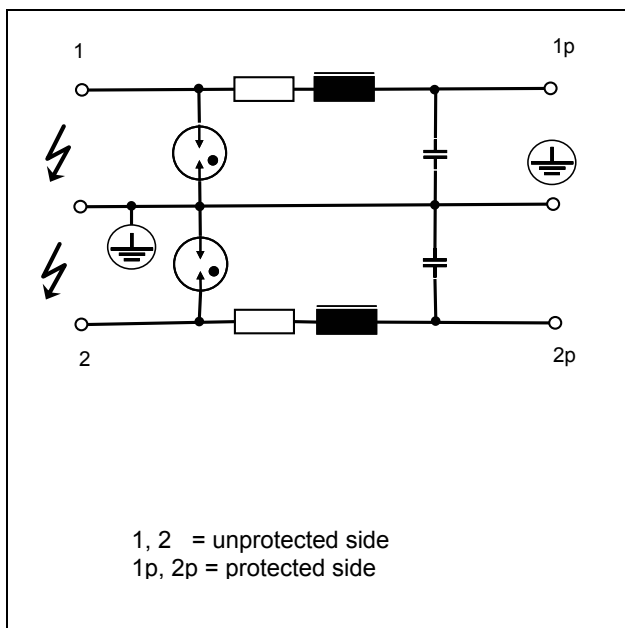 1
1p
2
2p
1, 2 = unprotected side
1p, 2p = protected side